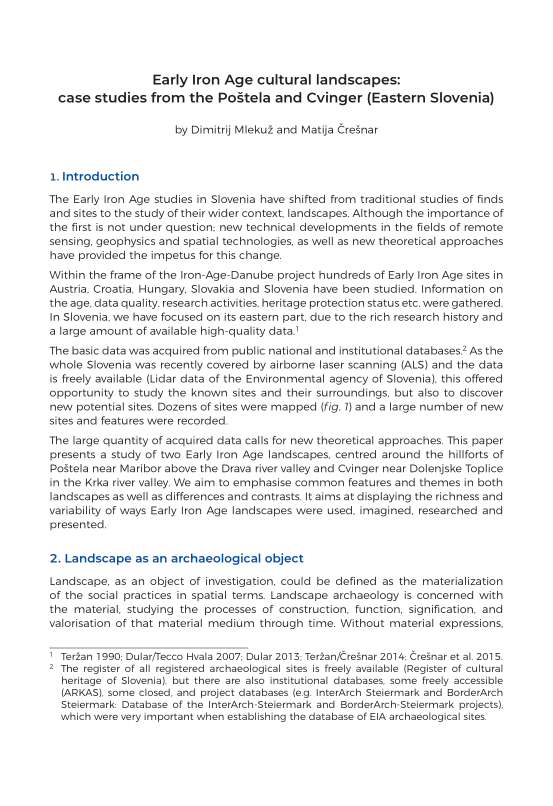 Early Iron Age cultural landscapes:
case studies from the Poštela and Cvinger (Eastern Slovenia)
by Dimitrij Mlekuž and Matija Črešnar
1. Introduction
The Early Iron Age studies in Slovenia have shifted from traditional studies of finds
and sites to the study of their wider context, landscapes. Although the importance of
the first is not under question; new technical developments in the fields of remote
sensing, geophysics and spatial technologies, as well as new theoretical approaches
have provided the impetus for this change.
Within the frame of the Iron-Age-Danube project hundreds of Early Iron Age sites in
Austria, Croatia, Hungary, Slovakia and Slovenia have been studied. Information on
the age, data quality, research activities, heritage protection status etc. were gathered.
In Slovenia, we have focused on its eastern part, due to the rich research history and
a large amount of available high-quality data.1
The basic data was acquired from public national and institutional databases.2 As the
whole Slovenia was recently covered by airborne laser scanning (ALS) and the data
is freely available (Lidar data of the Environmental agency of Slovenia), this offered
opportunity to study the known sites and their surroundings, but also to discover
new potential sites. Dozens of sites were mapped (fig. 1) and a large number of new
sites and features were recorded.
The large quantity of acquired data calls for new theoretical approaches. This paper
presents a study of two Early Iron Age landscapes, centred around the hillforts of
Poštela near Maribor above the Drava river valley and Cvinger near Dolenjske Toplice
in the Krka river valley. We aim to emphasise common features and themes in both
landscapes as well as differences and contrasts. It aims at displaying the richness and
variability of ways Early Iron Age landscapes were used, imagined, researched and
presented.
2. Landscape as an archaeological object
Landscape, as an object of investigation, could be defined as the materialization
of the social practices in spatial terms. Landscape archaeology is concerned with
the material, studying the processes of construction, function, signification, and
valorisation of that material medium through time. Without material expressions,
1 Teržan 1990; Dular/Tecco Hvala 2007; Dular 2013; Teržan/Črešnar 2014; Črešnar et al. 2015.
2 The register of all registered archaeological sites is freely available (Register of cultural
heritage of Slovenia), but there are also institutional databases, some freely accessible
(ARKAS), some closed, and project databases (e.g. InterArch Steiermark and BorderArch
Steiermark: Database of the InterArch-Steiermark and BorderArch-Steiermark projects),
which were very important when establishing the database of EIA archaeological sites.